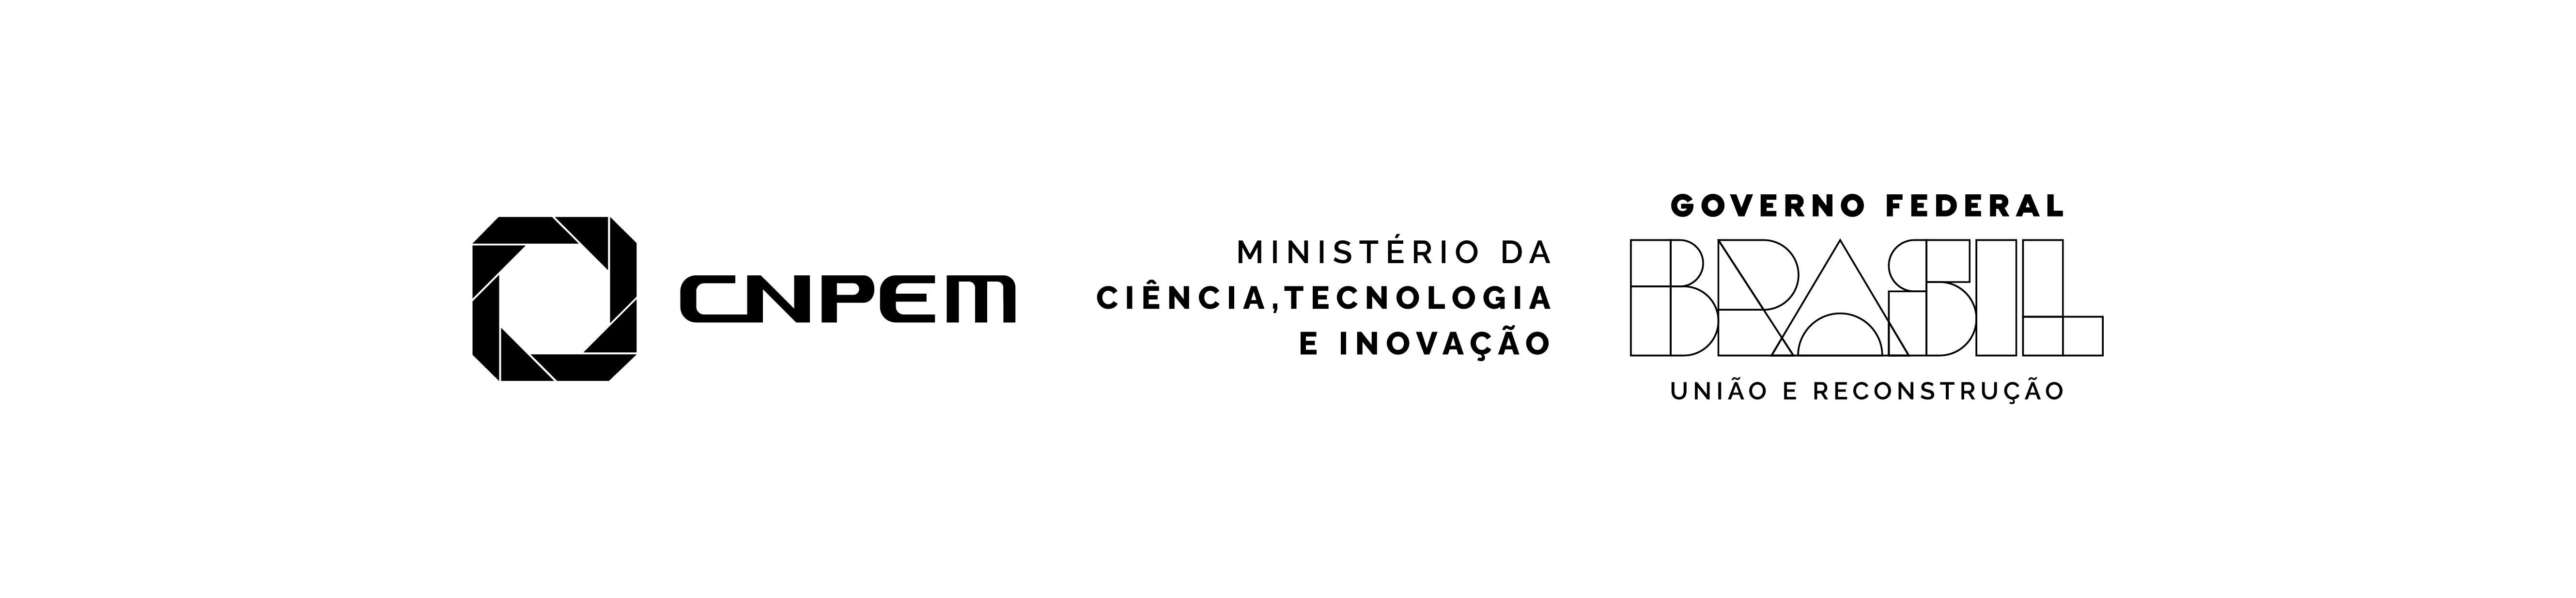 CNPEM
MINISTÉRIO DA
CIÊNCIA,TECNOLOGIA
E INOVAÇÃO
GOVERNO FEDERAL
BRASIL
UNIÃO E RECONSTRUÇÃO